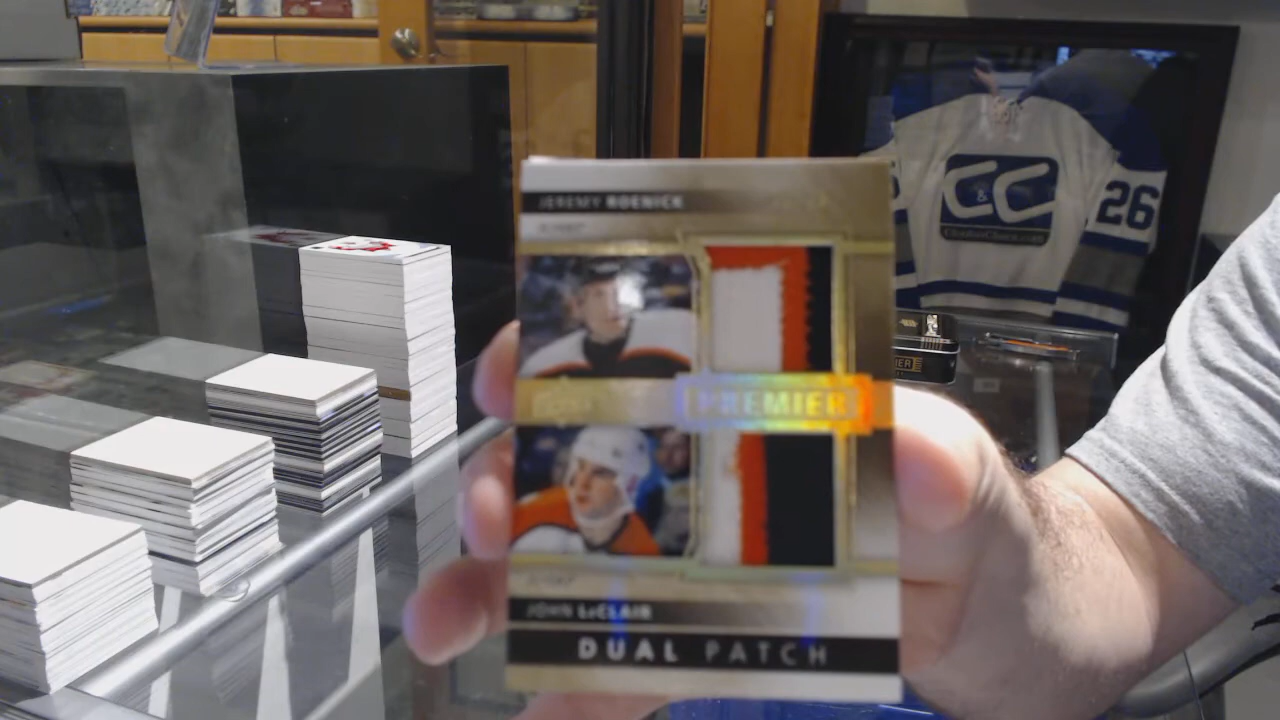 JEREMY ROENICK
PREMIER
JOHN LeCLAIR
DUAL PATCH
C&C
26